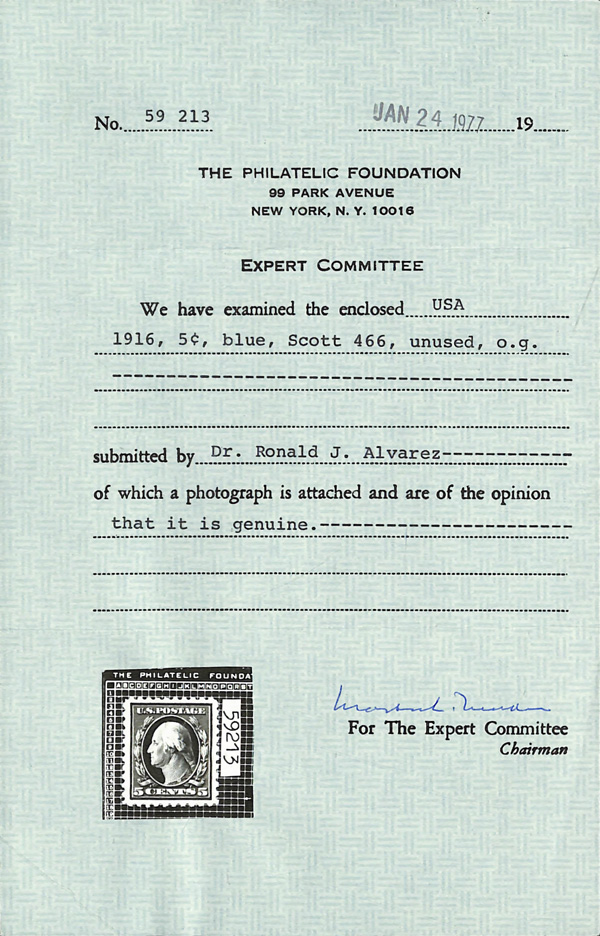 No. 59 213
JAN 24 1977 19
THE PHILATELIC FOUNDATION
99 PARK AVENUE
NEW YORK, N. Y. 10016
EXPERT COMMITTEE
We have examined the enclosed USA
1916, 5¢, blue, Scott 466, unused, o.g.
submitted by Dr. Ronald J. Alvarez
of which a photograph is attached and are of the opinion
that it is genuine.
THE PHILATELIC FOUNDA
U.S. POSTAGE
59213
5 CENTS 5
For The Expert Committee
Chairman